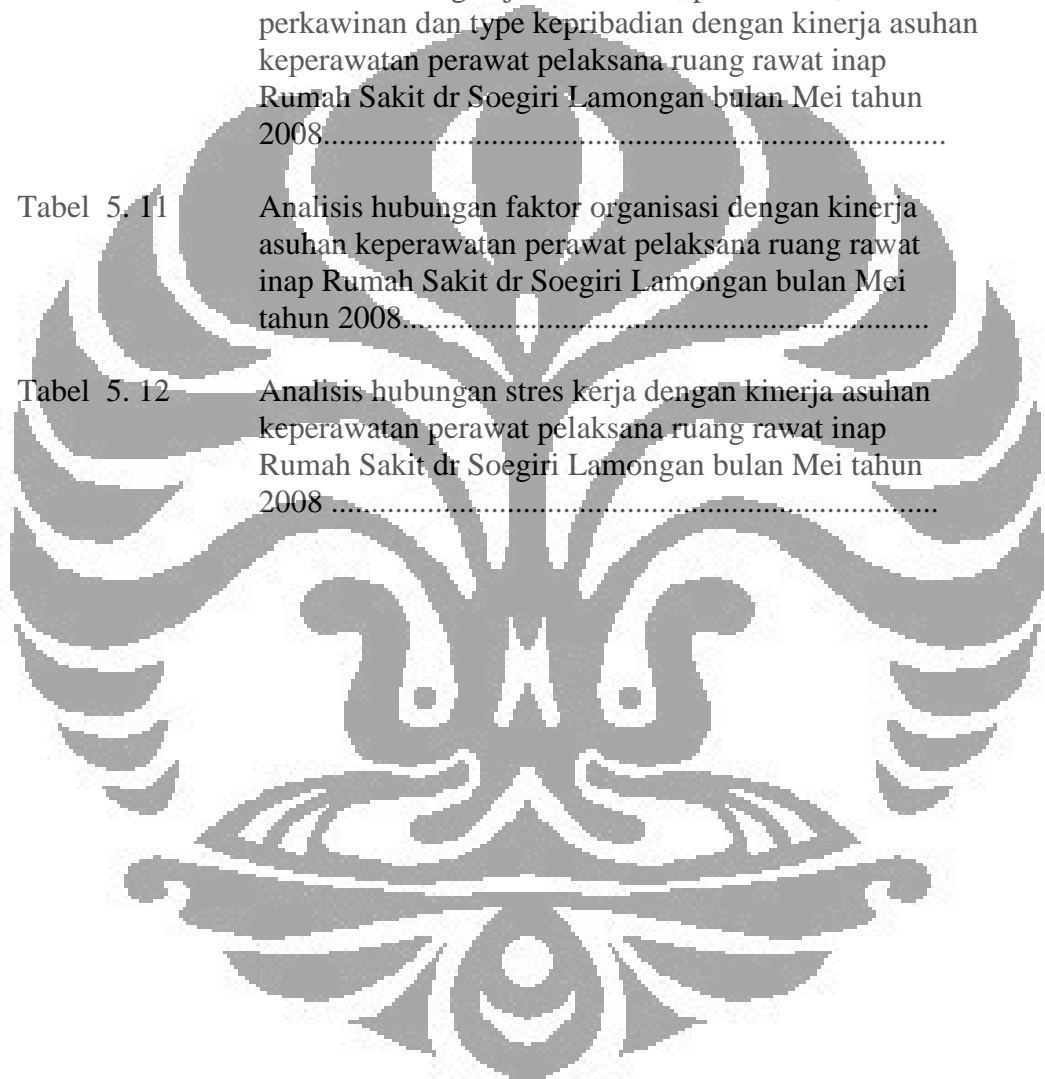 perkawinan dan type kepribadian dengan kinerja asuhan
keperawatan perawat pelaksana ruang rawat inap
Rumah Sakit dr Soegiri Lamongan bulan Mei tahun
2008..............................................................................
Tabel 5. 11 Analisis hubungan faktor organisasi dengan kinerja
asuhan keperawatan perawat pelaksana ruang rawat
inap Rumah Sakit dr Soegiri Lamongan bulan Mei
tahun 2008..................................................................
Tabel 5. 12 Analisis hubungan stres kerja dengan kinerja asuhan
keperawatan perawat pelaksana ruang rawat inap
Rumah Sakit dr Soegiri Lamongan bulan Mei tahun
2008 ............................................................................